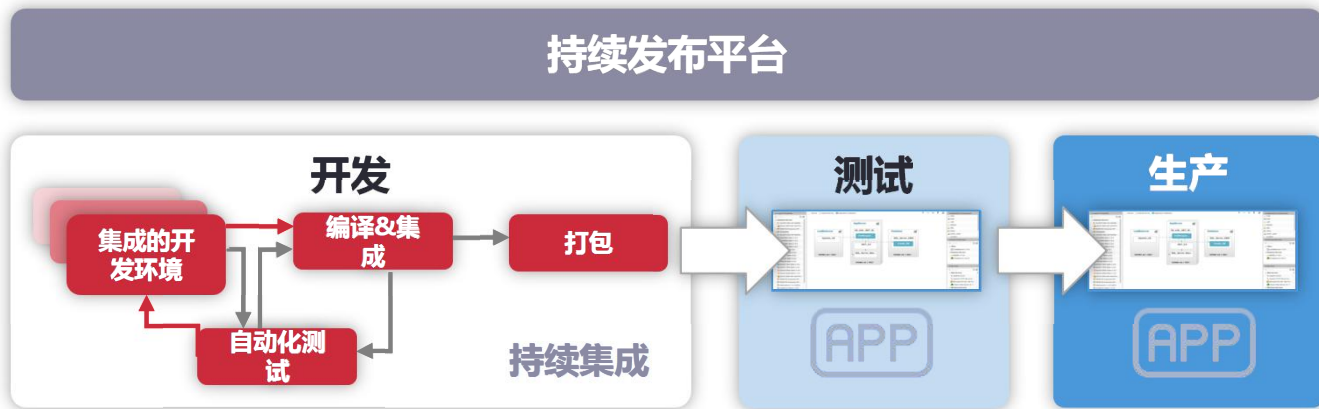 持续发布平台
开发
测试
生产
集成的开
发环境
编译&集
成
打包
自动化测
试
持续集成
APP
APP